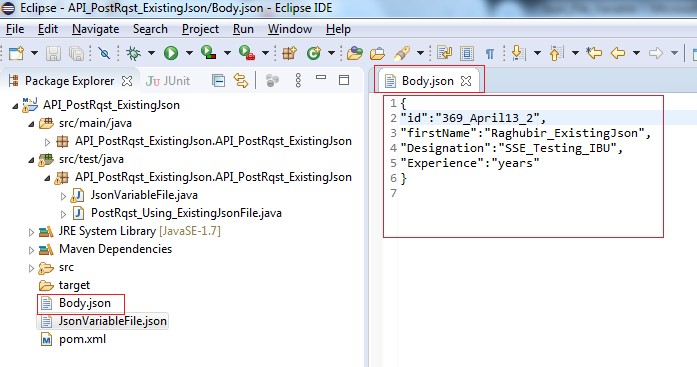 Eclipse - API_PostRqst_ExistingJson/Body.json - Eclipse IDE
File Edit Navigate Search Project Run Window Help
Package Explorer JUnit
Body.json
API_PostRqst_ExistingJson
src/main/java
API_PostRqst_ExistingJson.API_PostRqst_ExistingJson
src/test/java
API_PostRqst_ExistingJson.API_PostRqst_ExistingJson
JsonVariableFile.java
PostRqst_Using_ExistingJsonFile.java
JRE System Library [JavaSE-1.7]
Maven Dependencies
src
target
Body.json
JsonVariableFile.json
pom.xml
1 {
2 "id":"369_April13_2",
3 "firstName":"Raghubir_ExistingJson",
4 "Designation":"SSE_Testing_IBU",
5 "Experience":"years"
6 }
7